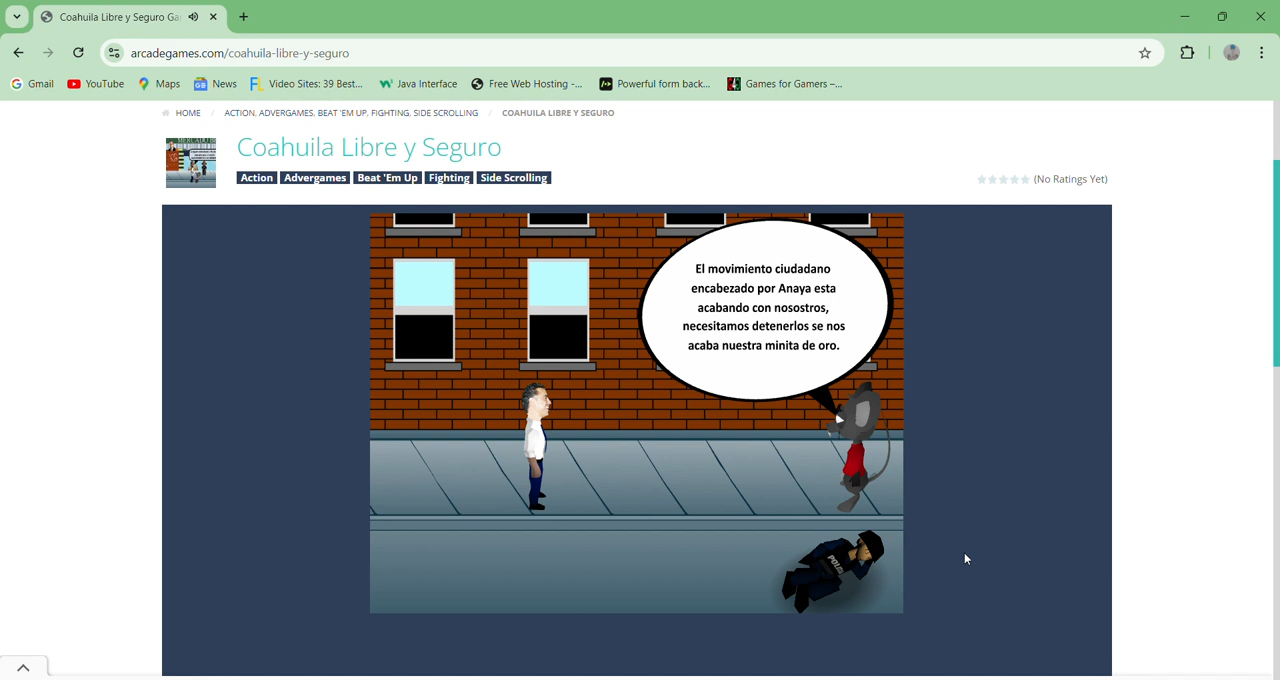 Coahuila Libre y Seguro Ga
arcadegames.com/coahuila-libre-y-seguro
Gmail YouTube Maps News Video Sites: 39 Best... Java Interface Free Web Hosting -... Powerful form back... Games for Gamers –...
HOME / ACTION, ADVERGAMES, BEAT 'EM UP, FIGHTING, SIDE SCROLLING / COAHUILA LIBRE Y SEGURO
Coahuila Libre y Seguro
Action Advergames Beat 'Em Up Fighting Side Scrolling
(No Ratings Yet)
El movimiento ciudadano
encabezado por Anaya esta
acabando con nosostros,
necesitamos detenerlos se nos
acaba nuestra minita de oro.